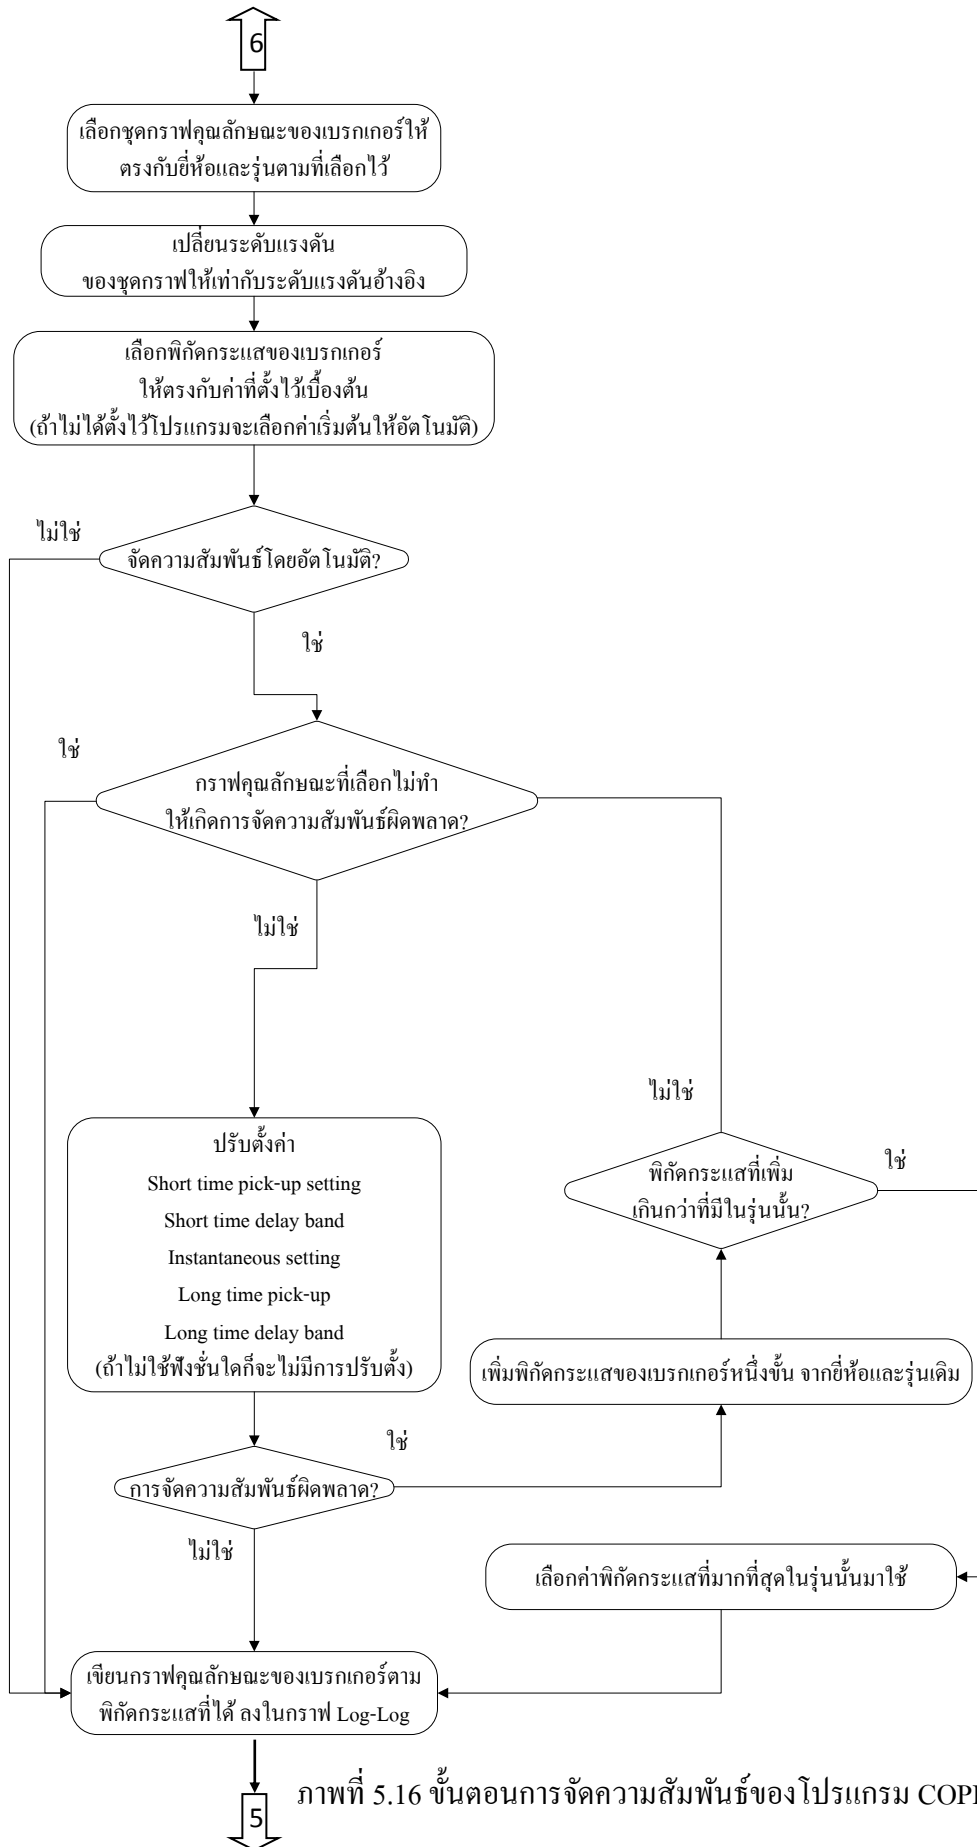 6
เลือกชุดกราฟคุณลักษณะของเบรกเกอร์ให้
ตรงกับยี่ห้อและรุ่นตามที่เลือกไว้
เปลี่ยนระดับแรงดัน
ของชุดกราฟให้เท่ากับระดับแรงดันอ้างอิง
เลือกพิกัดกระแสของเบรกเกอร์
ให้ตรงกับค่าที่ตั้งไว้เบื้องต้น
(ถ้าไม่ได้ตั้งไว้โปรแกรมจะเลือกค่าเริ่มต้นให้อัตโนมัติ)
ไม่ใช่
จัดความสัมพันธ์โดยอัตโนมัติ?
ใช่
ใช่
กราฟคุณลักษณะที่เลือกไม่ทำ
ให้เกิดการจัดความสัมพันธ์ผิดพลาด?
ไม่ใช่
ไม่ใช่
ปรับตั้งค่า
Short time pick-up setting
Short time delay band
Instantaneous setting
Long time pick-up
Long time delay band
(ถ้าไม่ใช้ฟังชั่นใดก็จะไม่มีการปรับตั้ง)
พิกัดกระแสที่เพิ่ม
เกินกว่าที่มีในรุ่นนั้น?
ใช่
เพิ่มพิกัดกระแสของเบรกเกอร์หนึ่งขั้น จากยี่ห้อและรุ่นเดิม
ใช่
การจัดความสัมพันธ์ผิดพลาด?
ไม่ใช่
เลือกค่าพิกัดกระแสที่มากที่สุดในรุ่นนั้นมาใช้
เขียนกราฟคุณลักษณะของเบรกเกอร์ตาม
พิกัดกระแสที่ได้ ลงในกราฟ Log-Log
ภาพที่ 5.16 ขั้นตอนการจัดความสัมพันธ์ของโปรแกรม
5